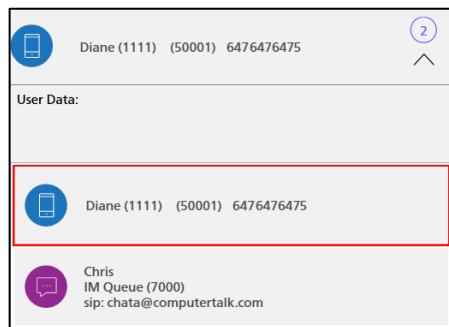 Diane (1111) (50001) 6476476475
2
User Data:
Diane (1111) (50001) 6476476475
Chris
IM Queue (7000)
sip: chata@computertalk.com